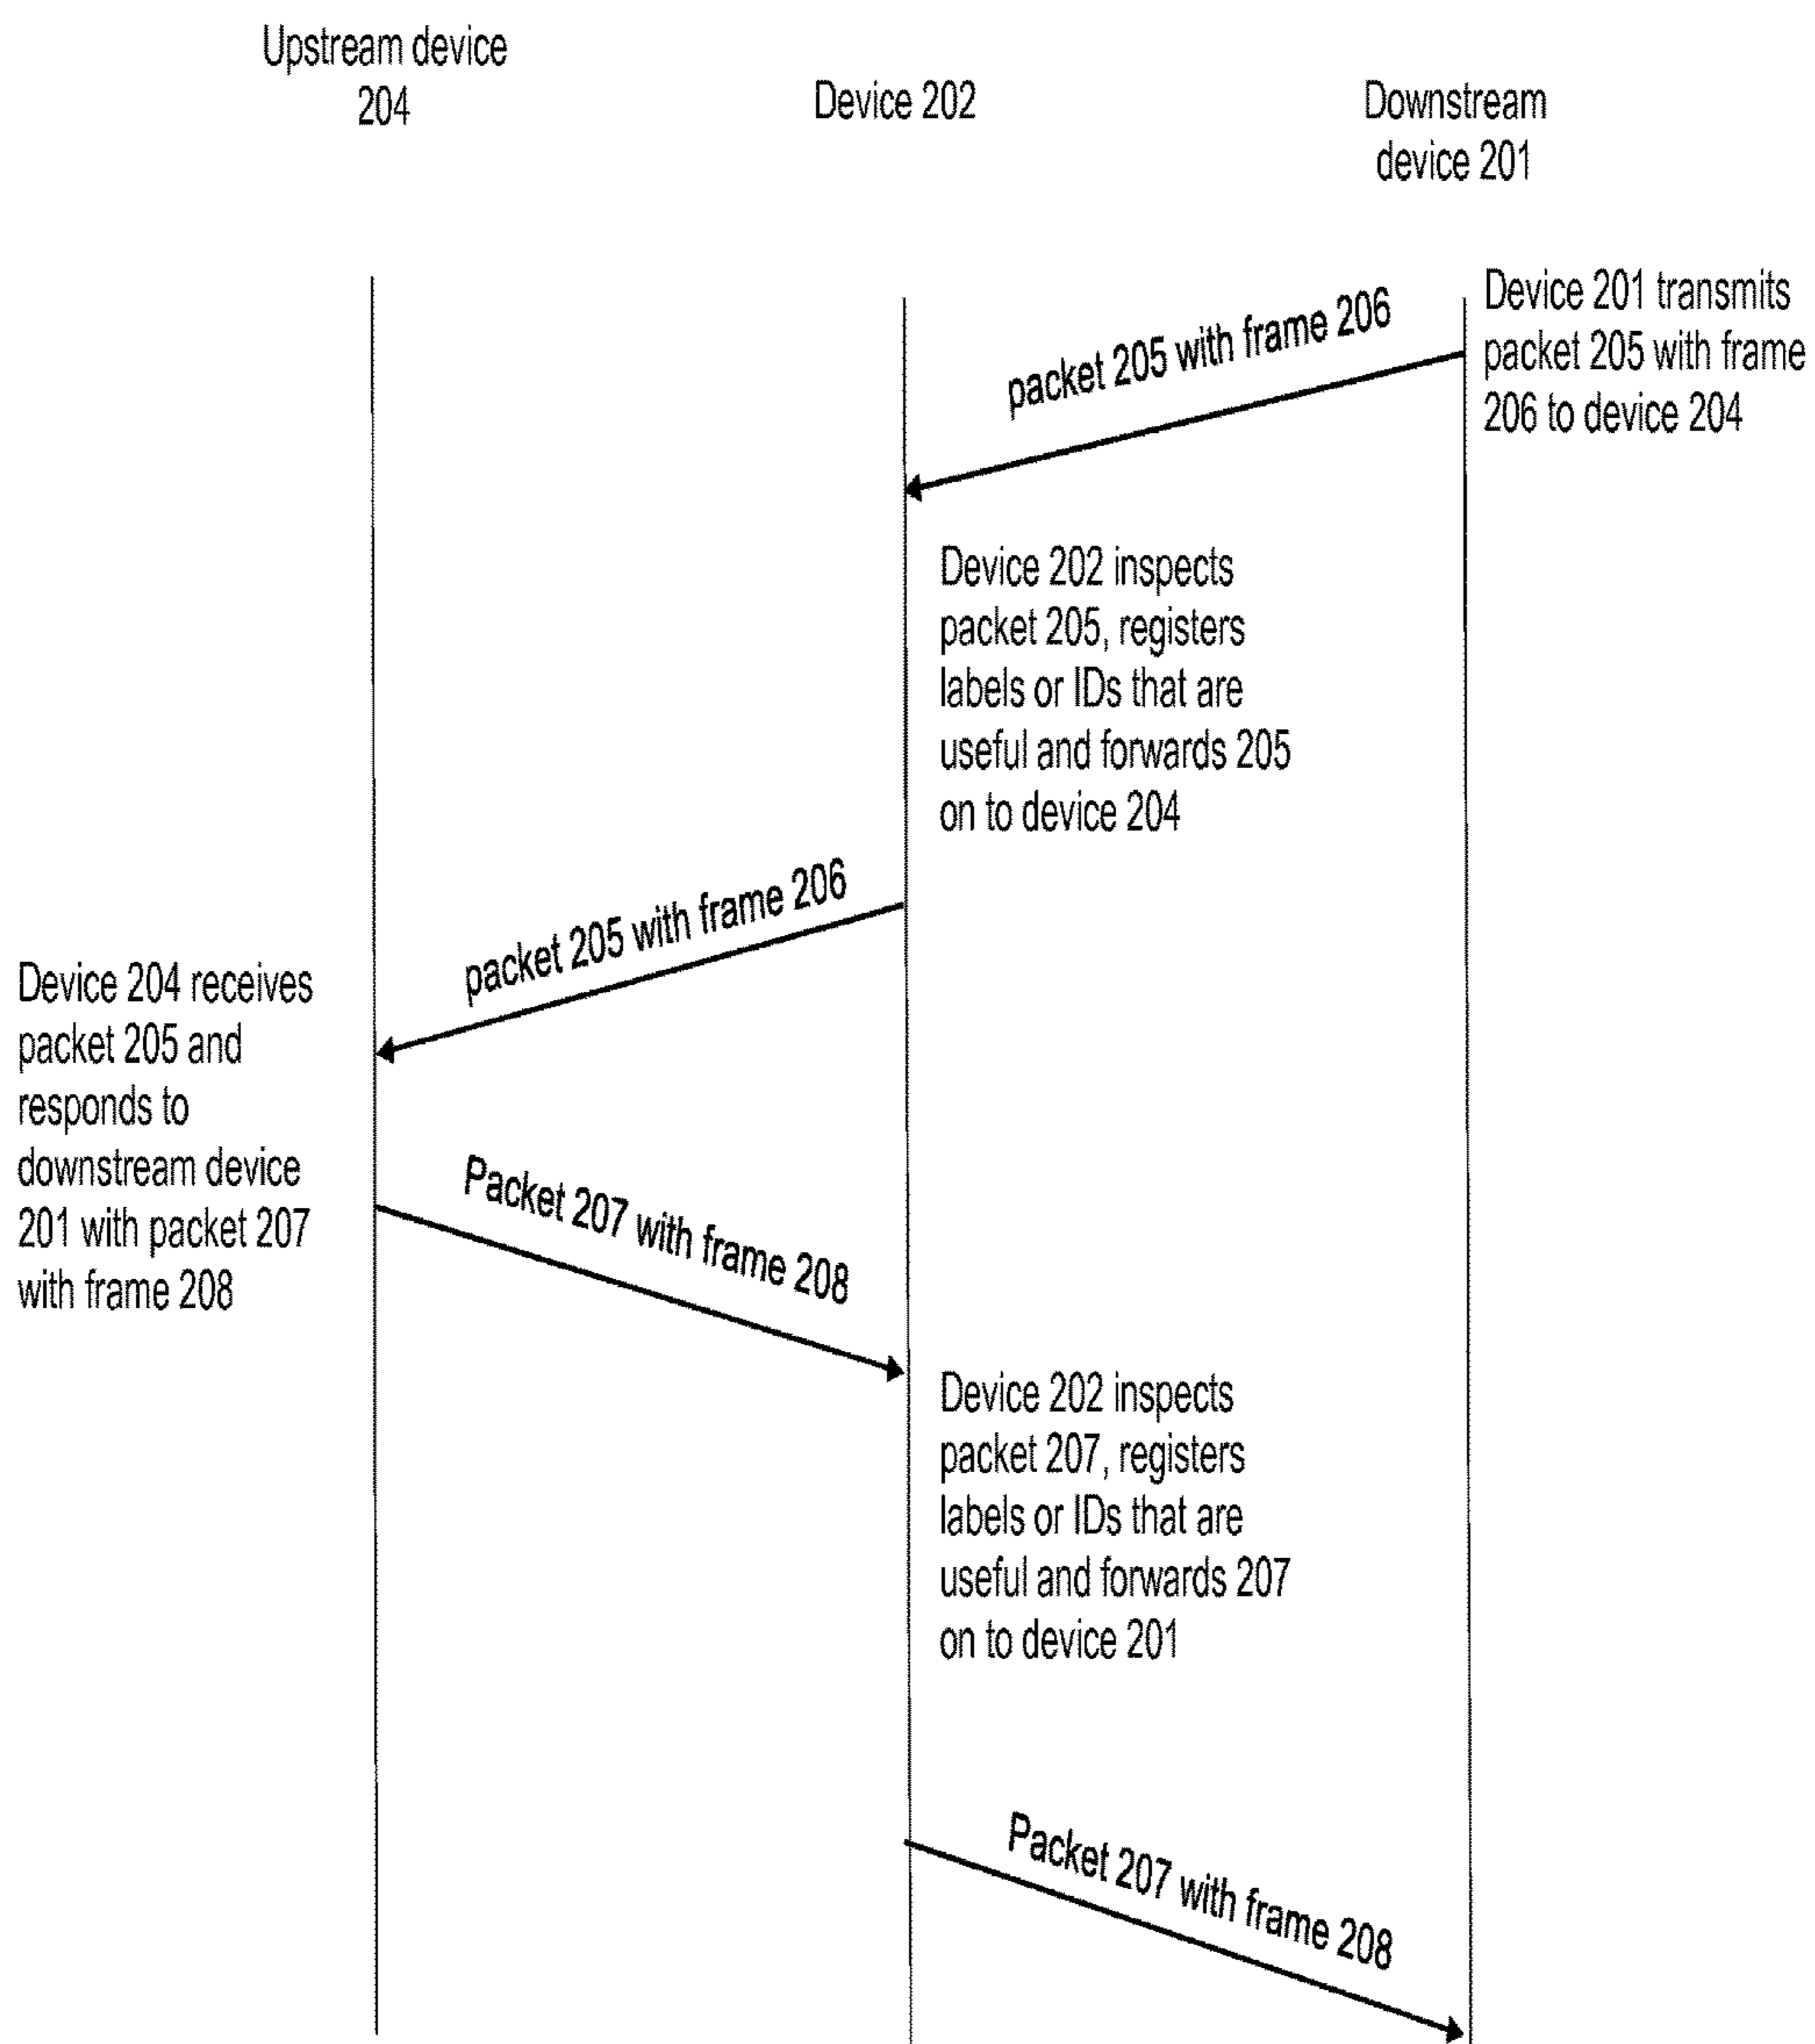 Upstream device
204
Device 202
Downstream
device 201
Device 201 transmits
packet 205 with frame
206 to device 204
packet 205 with frame 206
Device 202 inspects
packet 205, registers
labels or IDs that are
useful and forwards 205
on to device 204
packet 205 with frame 206
Device 204 receives
packet 205 and
responds to
downstream device
201 with packet 207
with frame 208
Packet 207 with frame 208
Device 202 inspects
packet 207, registers
labels or IDs that are
useful and forwards 207
on to device 201
Packet 207 with frame 208